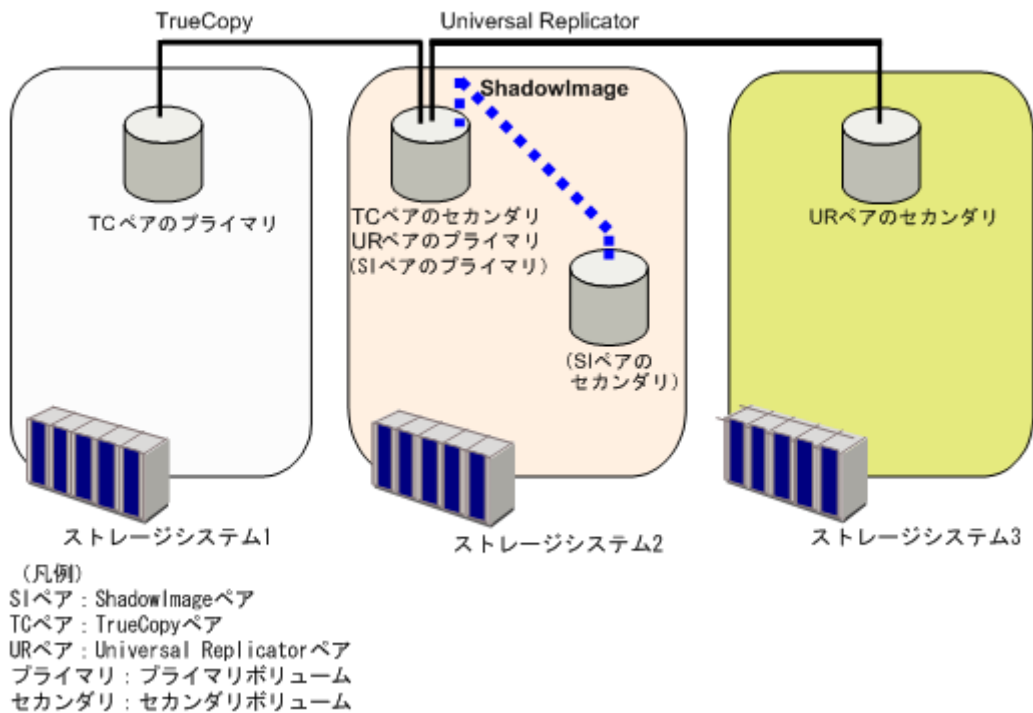 TrueCopy
Universal Replicator
ShadowImage
TCペアのプライマリ
TCペアのセカンダリ
URペアのプライマリ
(SIペアのプライマリ)
(SIペアの
セカンダリ)
URペアのセカンダリ
ストレージシステム1
ストレージシステム2
ストレージシステム3
(凡例)
SIペア：ShadowImageペア
TCペア：TrueCopyペア
URペア：Universal Replicatorペア
プライマリ：プライマリボリューム
セカンダリ：セカンダリボリューム